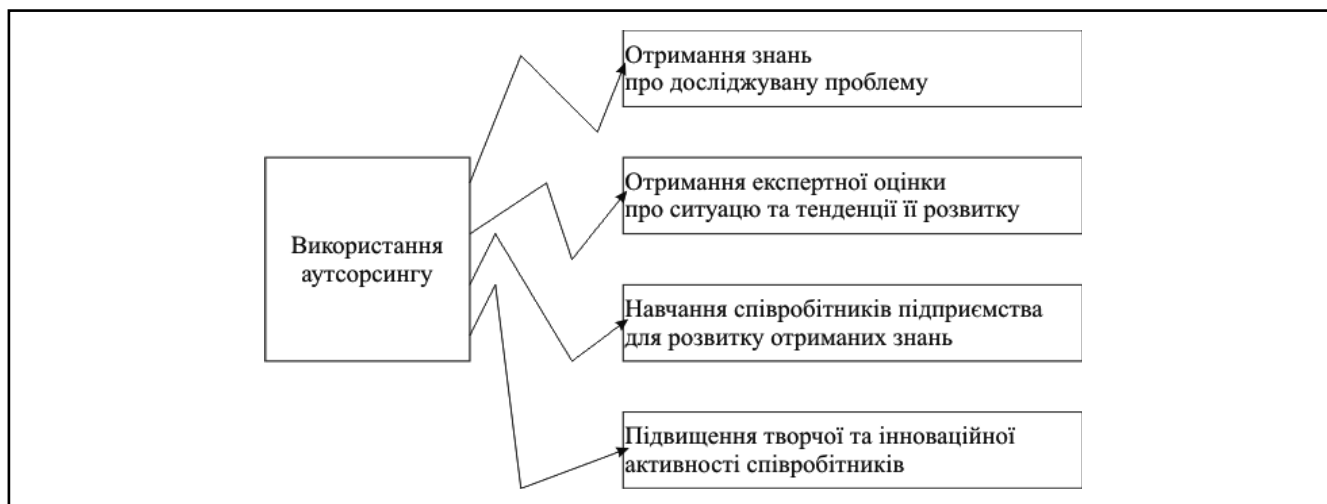 Отримання знань
про досліджувану проблему
Отримання експертної оцінки
про ситуацю та тенденції її розвитку
Використання
аутсорсингу
Навчання співробітників підприємства
для розвитку отриманих знань
Підвищення творчої та інноваційної
активності співробітників